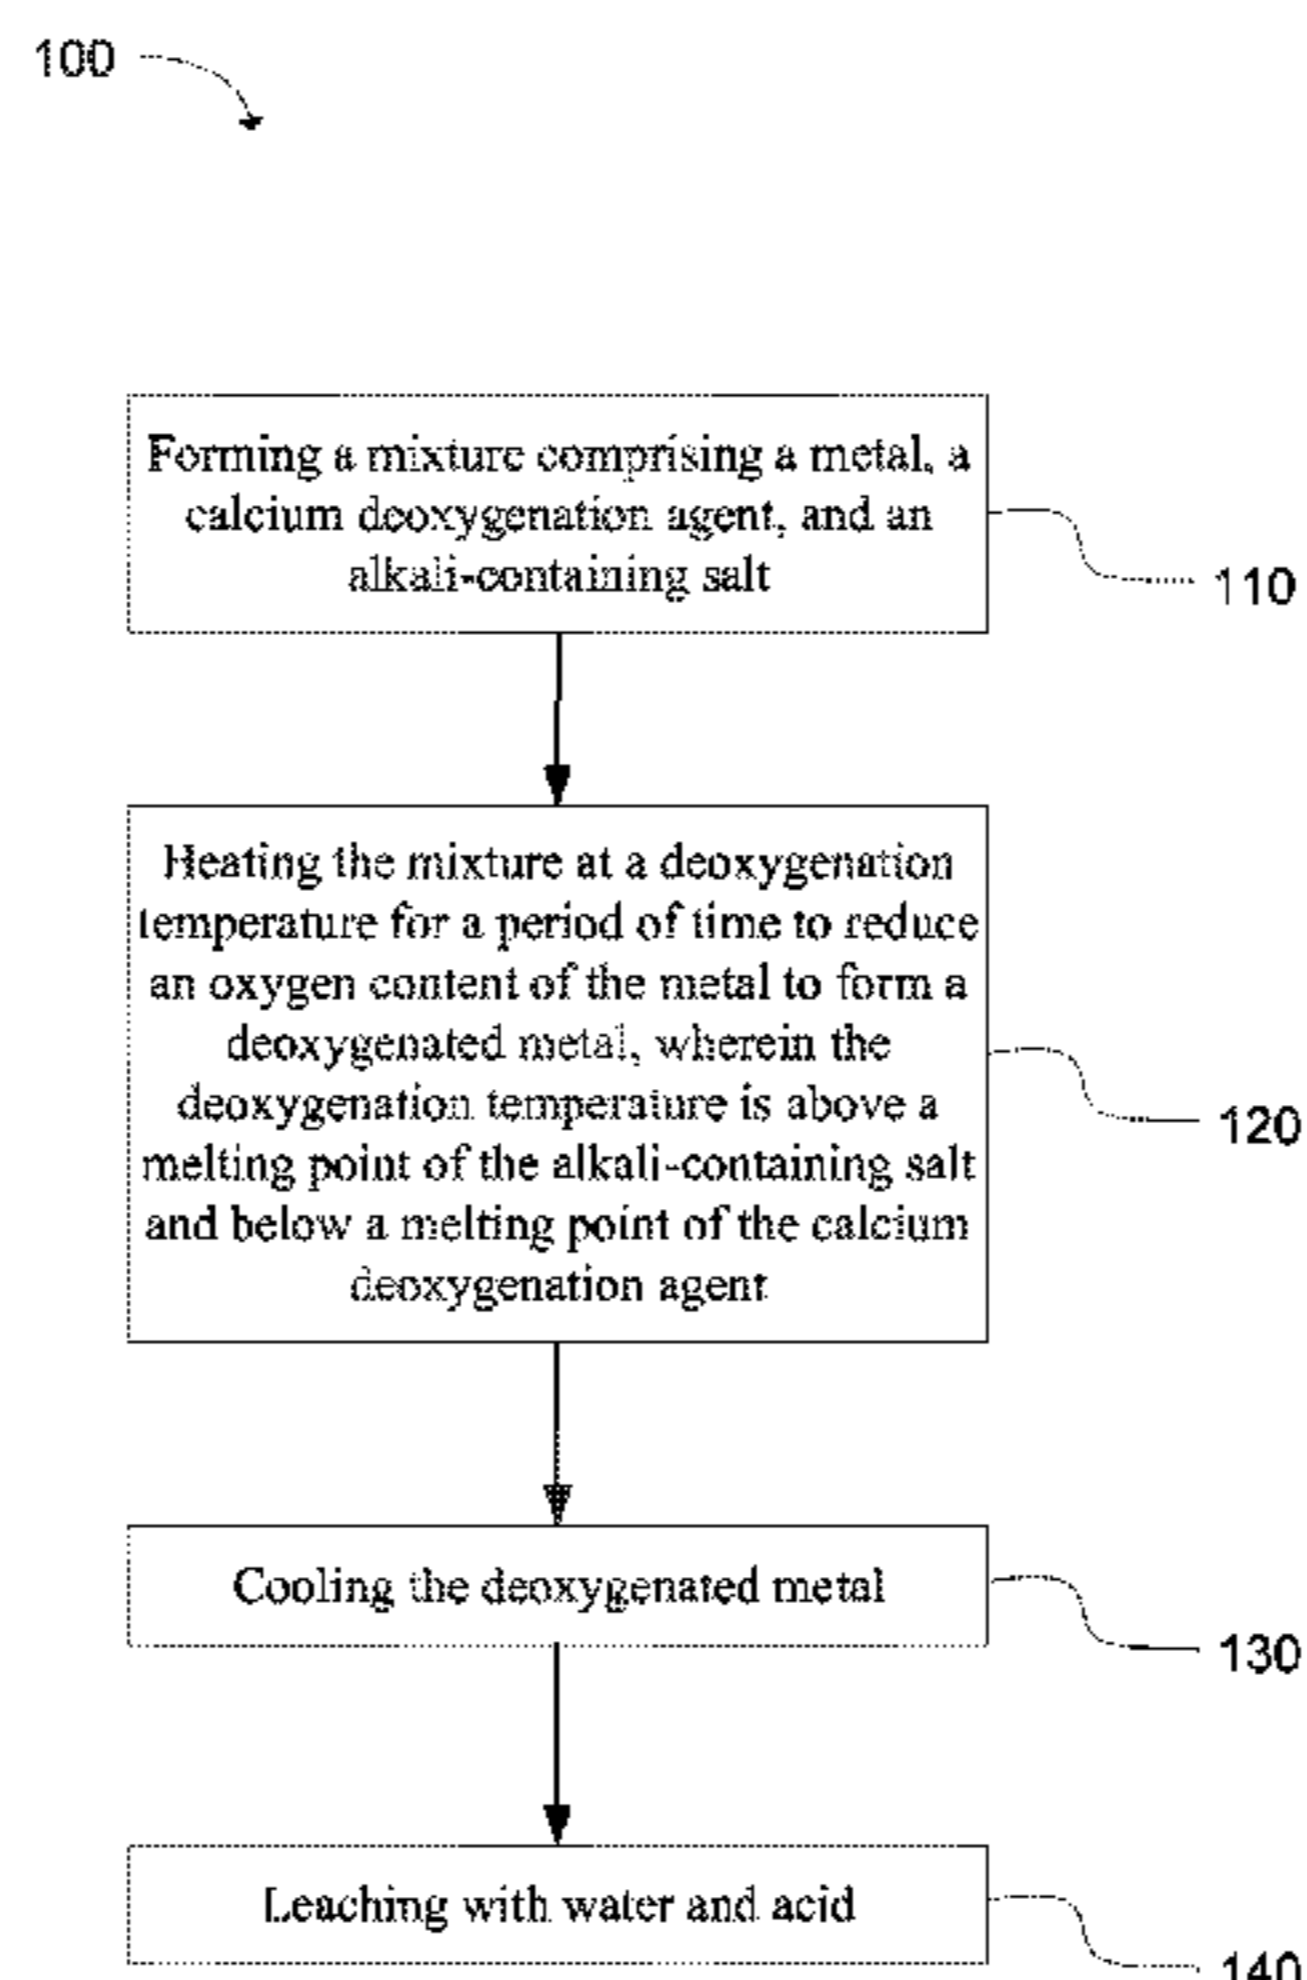 100
Forming a mixture comprising a metal, a
calcium deoxygenation agent, and an
alkali-containing salt
110
Heating the mixture at a deoxygenation
temperature for a period of time to reduce
an oxygen content of the metal to form a
deoxygenated metal, wherein the
deoxygenation temperature is above a
melting point of the alkali-containing salt
and below a melting point of the calcium
deoxygenation agent
120
Cooling the deoxygenated metal
130
Leaching with water and acid
140